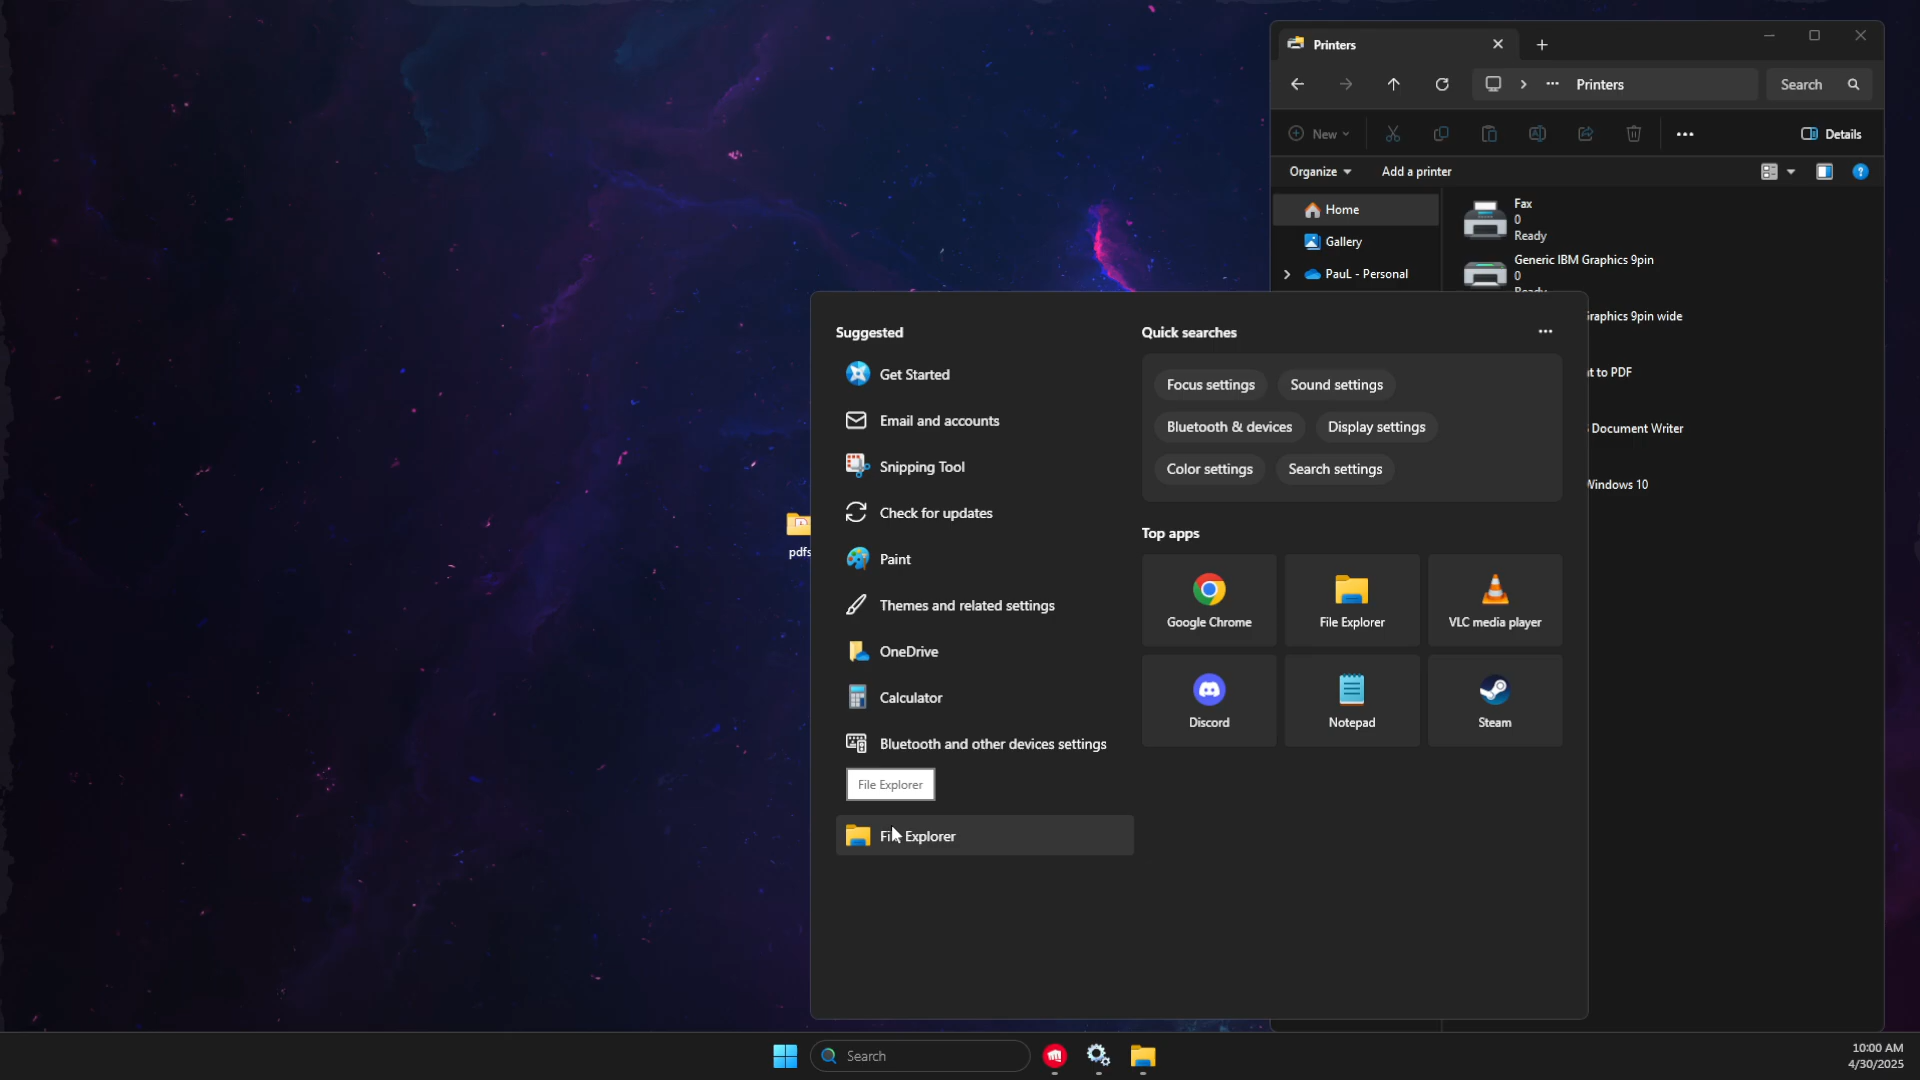 Printers
Printers
Search
New
Details
Organize
Add a printer
Home
Gallery
PauL - Personal
Fax
0
Ready
Generic IBM Graphics 9pin
0
raphics 9pin wide
t to PDF
Document Writer
Windows 10
pdfs
Suggested
Get Started
Email and accounts
Snipping Tool
Check for updates
Paint
Themes and related settings
OneDrive
Calculator
Bluetooth and other devices settings
File Explorer
File Explorer
Quick searches
Focus settings
Sound settings
Bluetooth & devices
Display settings
Color settings
Search settings
Top apps
Google Chrome
File Explorer
VLC media player
Discord
Notepad
Steam
Search
10:00 AM
4/30/2025